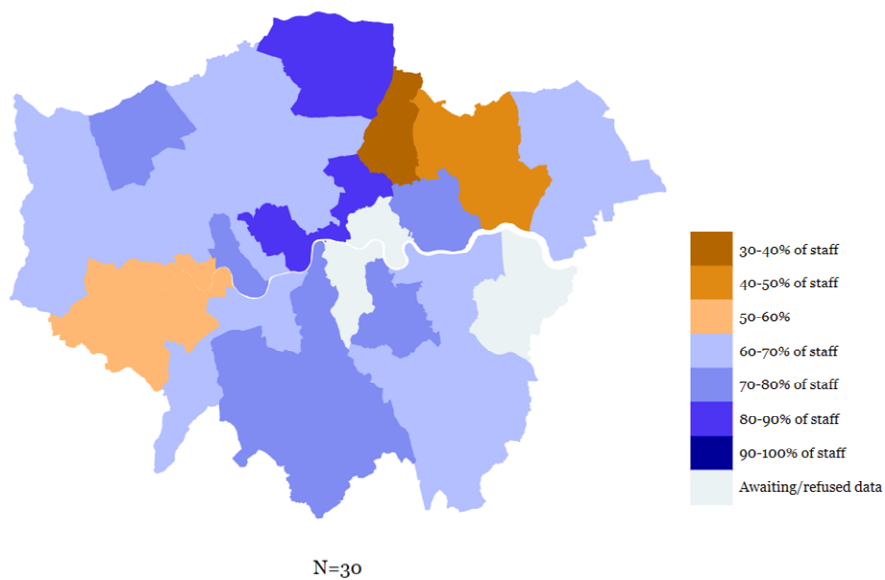 30-40% of staff
40-50% of staff
50-60%
60-70% of staff
70-80% of staff
80-90% of staff
90-100% of staff
Awaiting/refused data
N=30